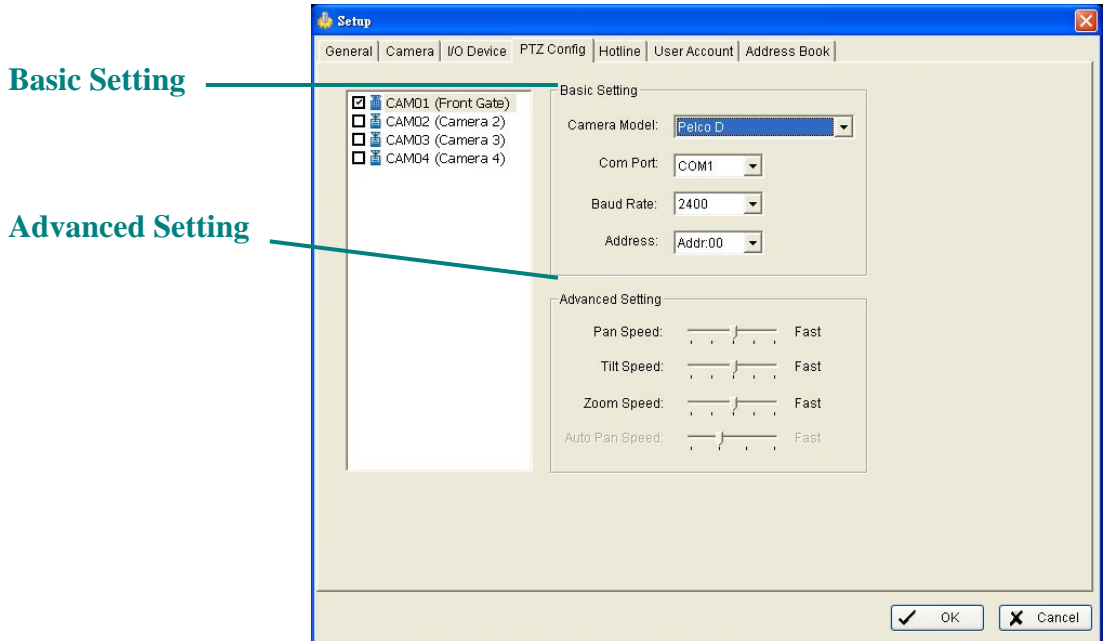 Setup
General Camera I/O Device PTZ Config Hotline User Account Address Book
Basic Setting
CAM01 (Front Gate)
CAM02 (Camera 2)
CAM03 (Camera 3)
CAM04 (Camera 4)
Basic Setting
Camera Model: Pelco D
Com Port: COM1
Baud Rate: 2400
Address: Addr:00
Advanced Setting
Advanced Setting
Pan Speed: Fast
Tilt Speed: Fast
Zoom Speed: Fast
Auto Pan Speed: Fast
OK
Cancel